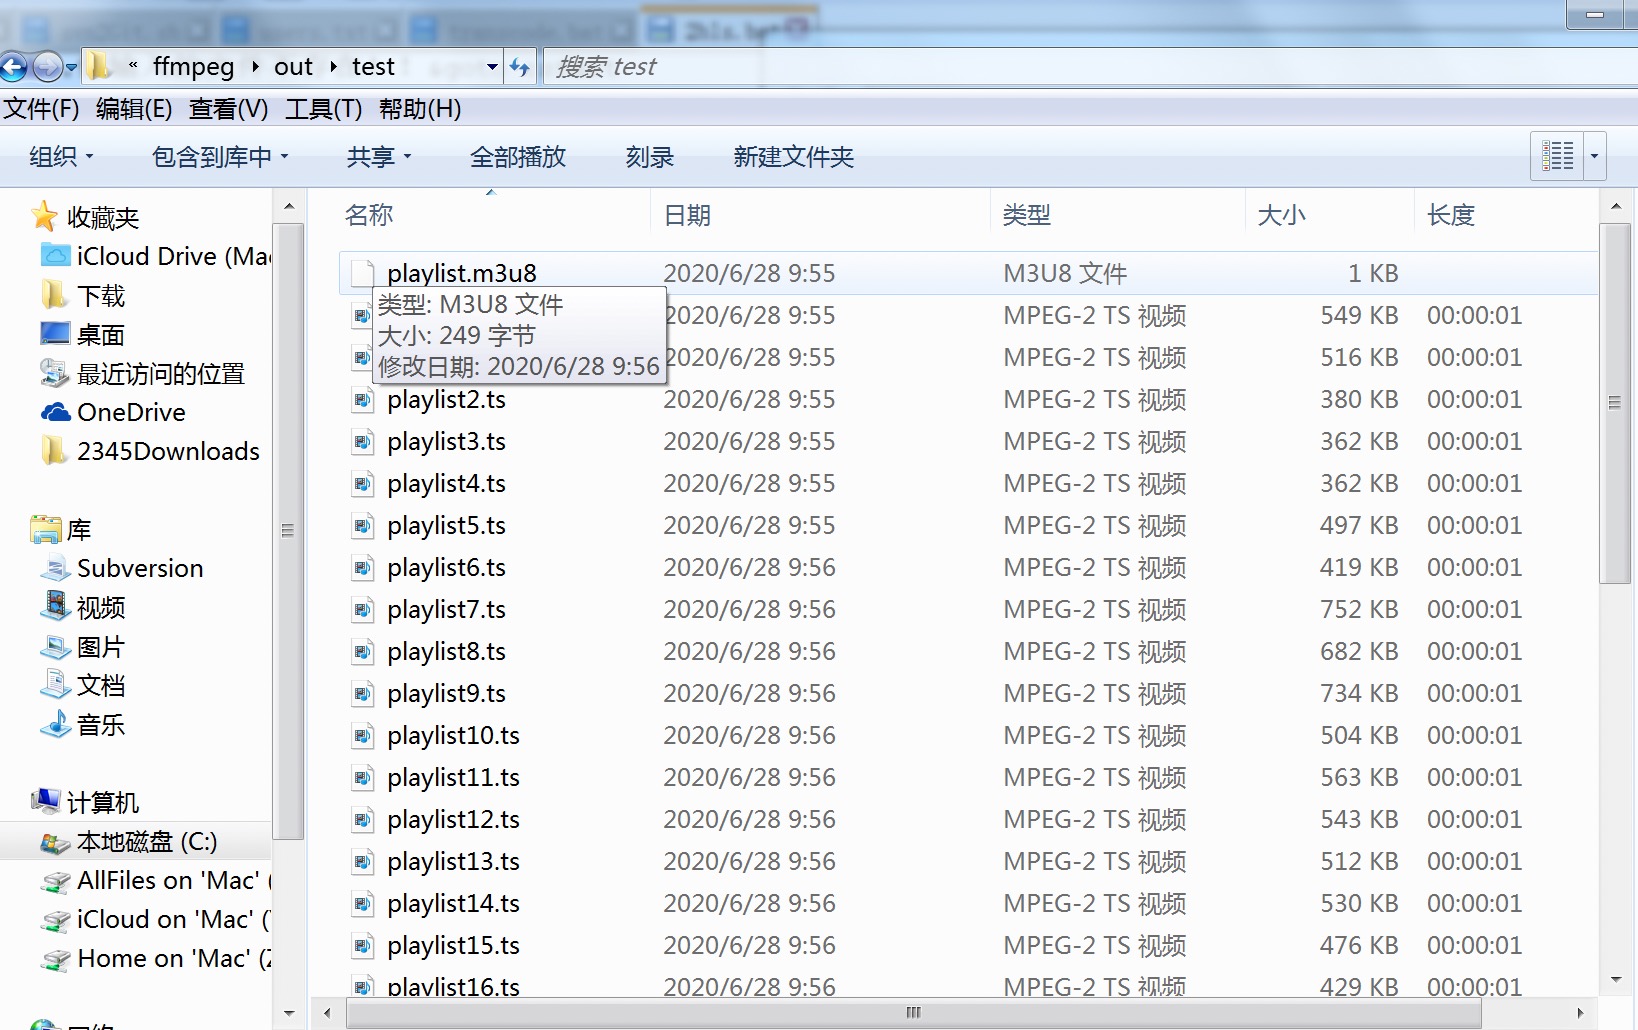 « ffmpeg ▸ out ▸ test
搜索 test
文件(F) 编辑(E) 查看(V) 工具(T) 帮助(H)
组织 包含到库中 共享 全部播放 刻录 新建文件夹
收藏夹
iCloud Drive (Mac
下载
桌面
最近访问的位置
OneDrive
2345Downloads
库
Subversion
视频
图片
文档
音乐
计算机
本地磁盘 (C:)
AllFiles on 'Mac' (
iCloud on 'Mac' (
Home on 'Mac' (Z
名称 日期 类型 大小 长度
playlist.m3u8 2020/6/28 9:55 M3U8 文件 1 KB
类型: M3U8 文件
大小: 249 字节
修改日期: 2020/6/28 9:56
2020/6/28 9:55 MPEG-2 TS 视频 549 KB 00:00:01
2020/6/28 9:55 MPEG-2 TS 视频 516 KB 00:00:01
playlist2.ts 2020/6/28 9:55 MPEG-2 TS 视频 380 KB 00:00:01
playlist3.ts 2020/6/28 9:55 MPEG-2 TS 视频 362 KB 00:00:01
playlist4.ts 2020/6/28 9:55 MPEG-2 TS 视频 362 KB 00:00:01
playlist5.ts 2020/6/28 9:55 MPEG-2 TS 视频 497 KB 00:00:01
playlist6.ts 2020/6/28 9:56 MPEG-2 TS 视频 419 KB 00:00:01
playlist7.ts 2020/6/28 9:56 MPEG-2 TS 视频 752 KB 00:00:01
playlist8.ts 2020/6/28 9:56 MPEG-2 TS 视频 682 KB 00:00:01
playlist9.ts 2020/6/28 9:56 MPEG-2 TS 视频 734 KB 00:00:01
playlist10.ts 2020/6/28 9:56 MPEG-2 TS 视频 504 KB 00:00:01
playlist11.ts 2020/6/28 9:56 MPEG-2 TS 视频 563 KB 00:00:01
playlist12.ts 2020/6/28 9:56 MPEG-2 TS 视频 543 KB 00:00:01
playlist13.ts 2020/6/28 9:56 MPEG-2 TS 视频 512 KB 00:00:01
playlist14.ts 2020/6/28 9:56 MPEG-2 TS 视频 530 KB 00:00:01
playlist15.ts 2020/6/28 9:56 MPEG-2 TS 视频 476 KB 00:00:01
playlist16.ts 2020/6/28 9:56 MPEG-2 TS 视频 429 KB 00:00:01